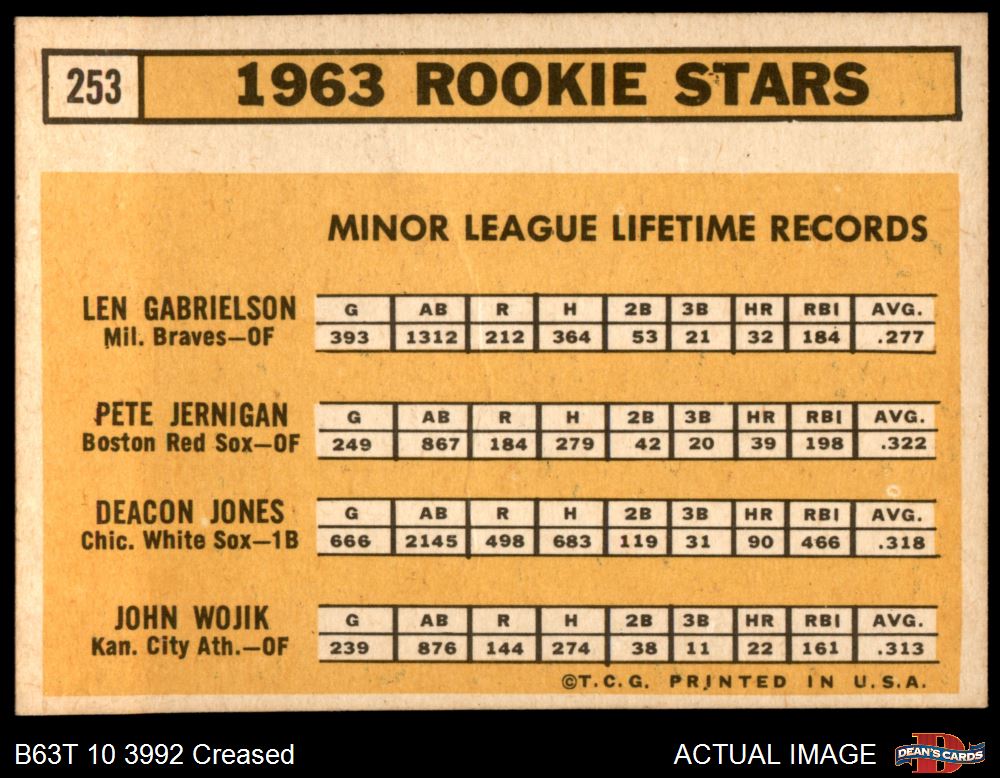 253 1963 ROOKIE STARS
MINOR LEAGUE LIFETIME RECORDS
LEN GABRIELSON G AB R H 2B 3B HR RBI AVG.
Mil. Braves—OF 393 1312 212 364 53 21 32 184 .277
PETE JERNIGAN G AB R H 2B 3B HR RBI AVG.
Boston Red Sox—OF 249 867 184 279 42 20 39 198 .322
DEACON JONES G AB R H 2B 3B HR RBI AVG.
Chic. White Sox—1B 666 2145 498 683 119 31 90 466 .318
JOHN WOJIK G AB R H 2B 3B HR RBI AVG.
Kan. City Ath.—OF 239 876 144 274 38 11 22 161 .313
©T.C.G. PRINTED IN U.S.A.
B63T 10 3992 Creased ACTUAL IMAGE D DEAN'S CARDS